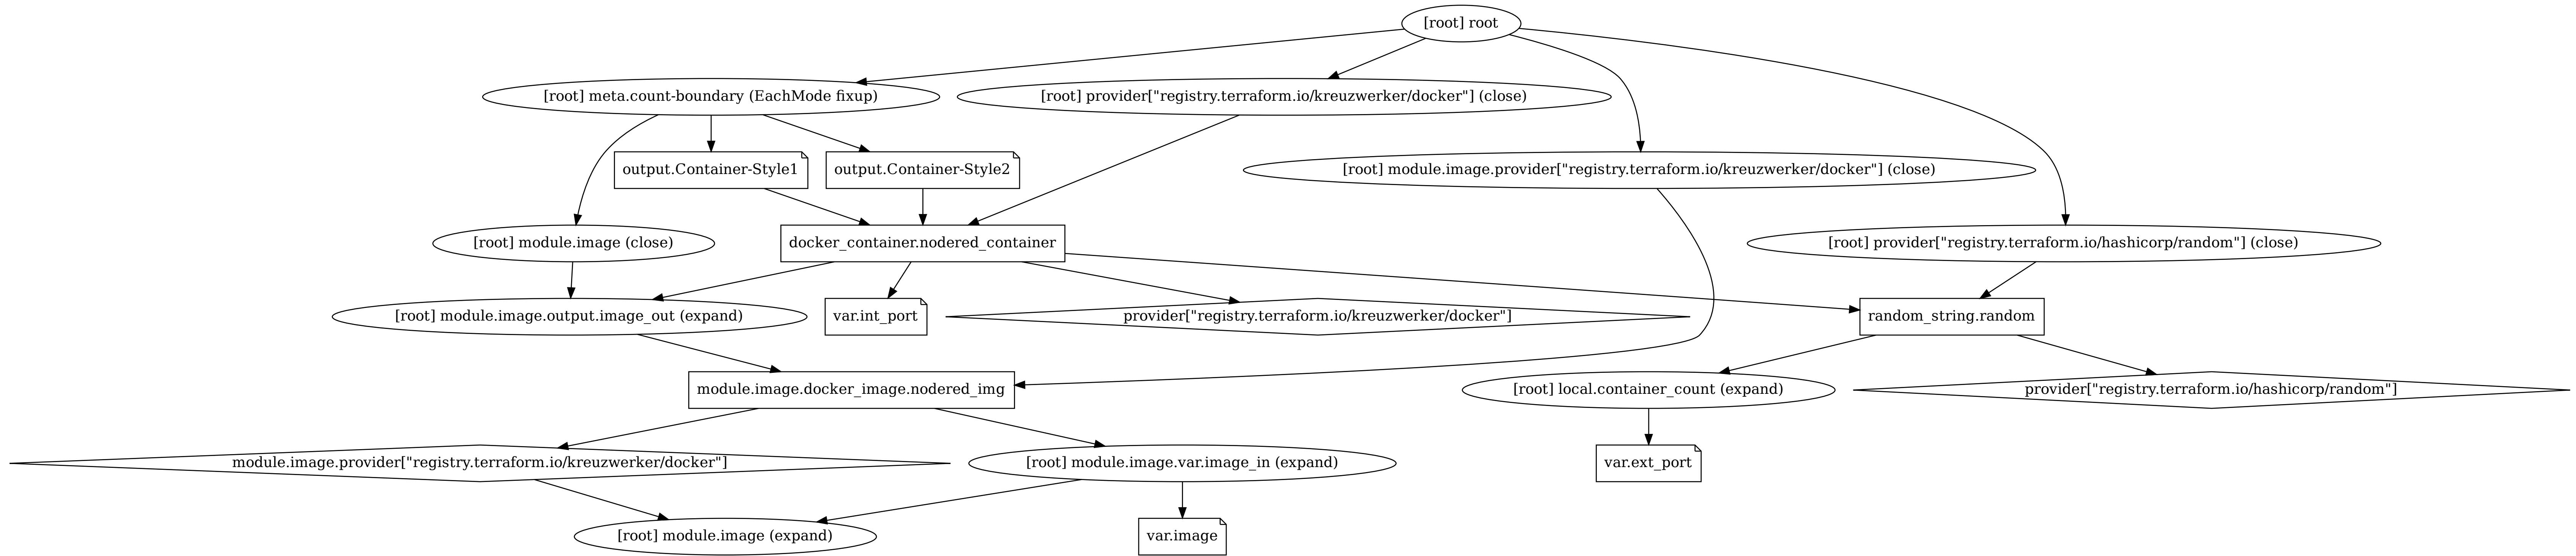 [root] root
[root] meta.count-boundary (EachMode fixup)
[root] provider["registry.terraform.io/kreuzwerker/docker"] (close)
output.Container-Style1
output.Container-Style2
[root] module.image.provider["registry.terraform.io/kreuzwerker/docker"] (close)
[root] module.image (close)
docker_container.nodered_container
[root] provider["registry.terraform.io/hashicorp/random"] (close)
[root] module.image.output.image_out (expand)
var.int_port
provider["registry.terraform.io/kreuzwerker/docker"]
random_string.random
module.image.docker_image.nodered_img
[root] local.container_count (expand)
provider["registry.terraform.io/hashicorp/random"]
module.image.provider["registry.terraform.io/kreuzwerker/docker"]
[root] module.image.var.image_in (expand)
var.ext_port
[root] module.image (expand)
var.image